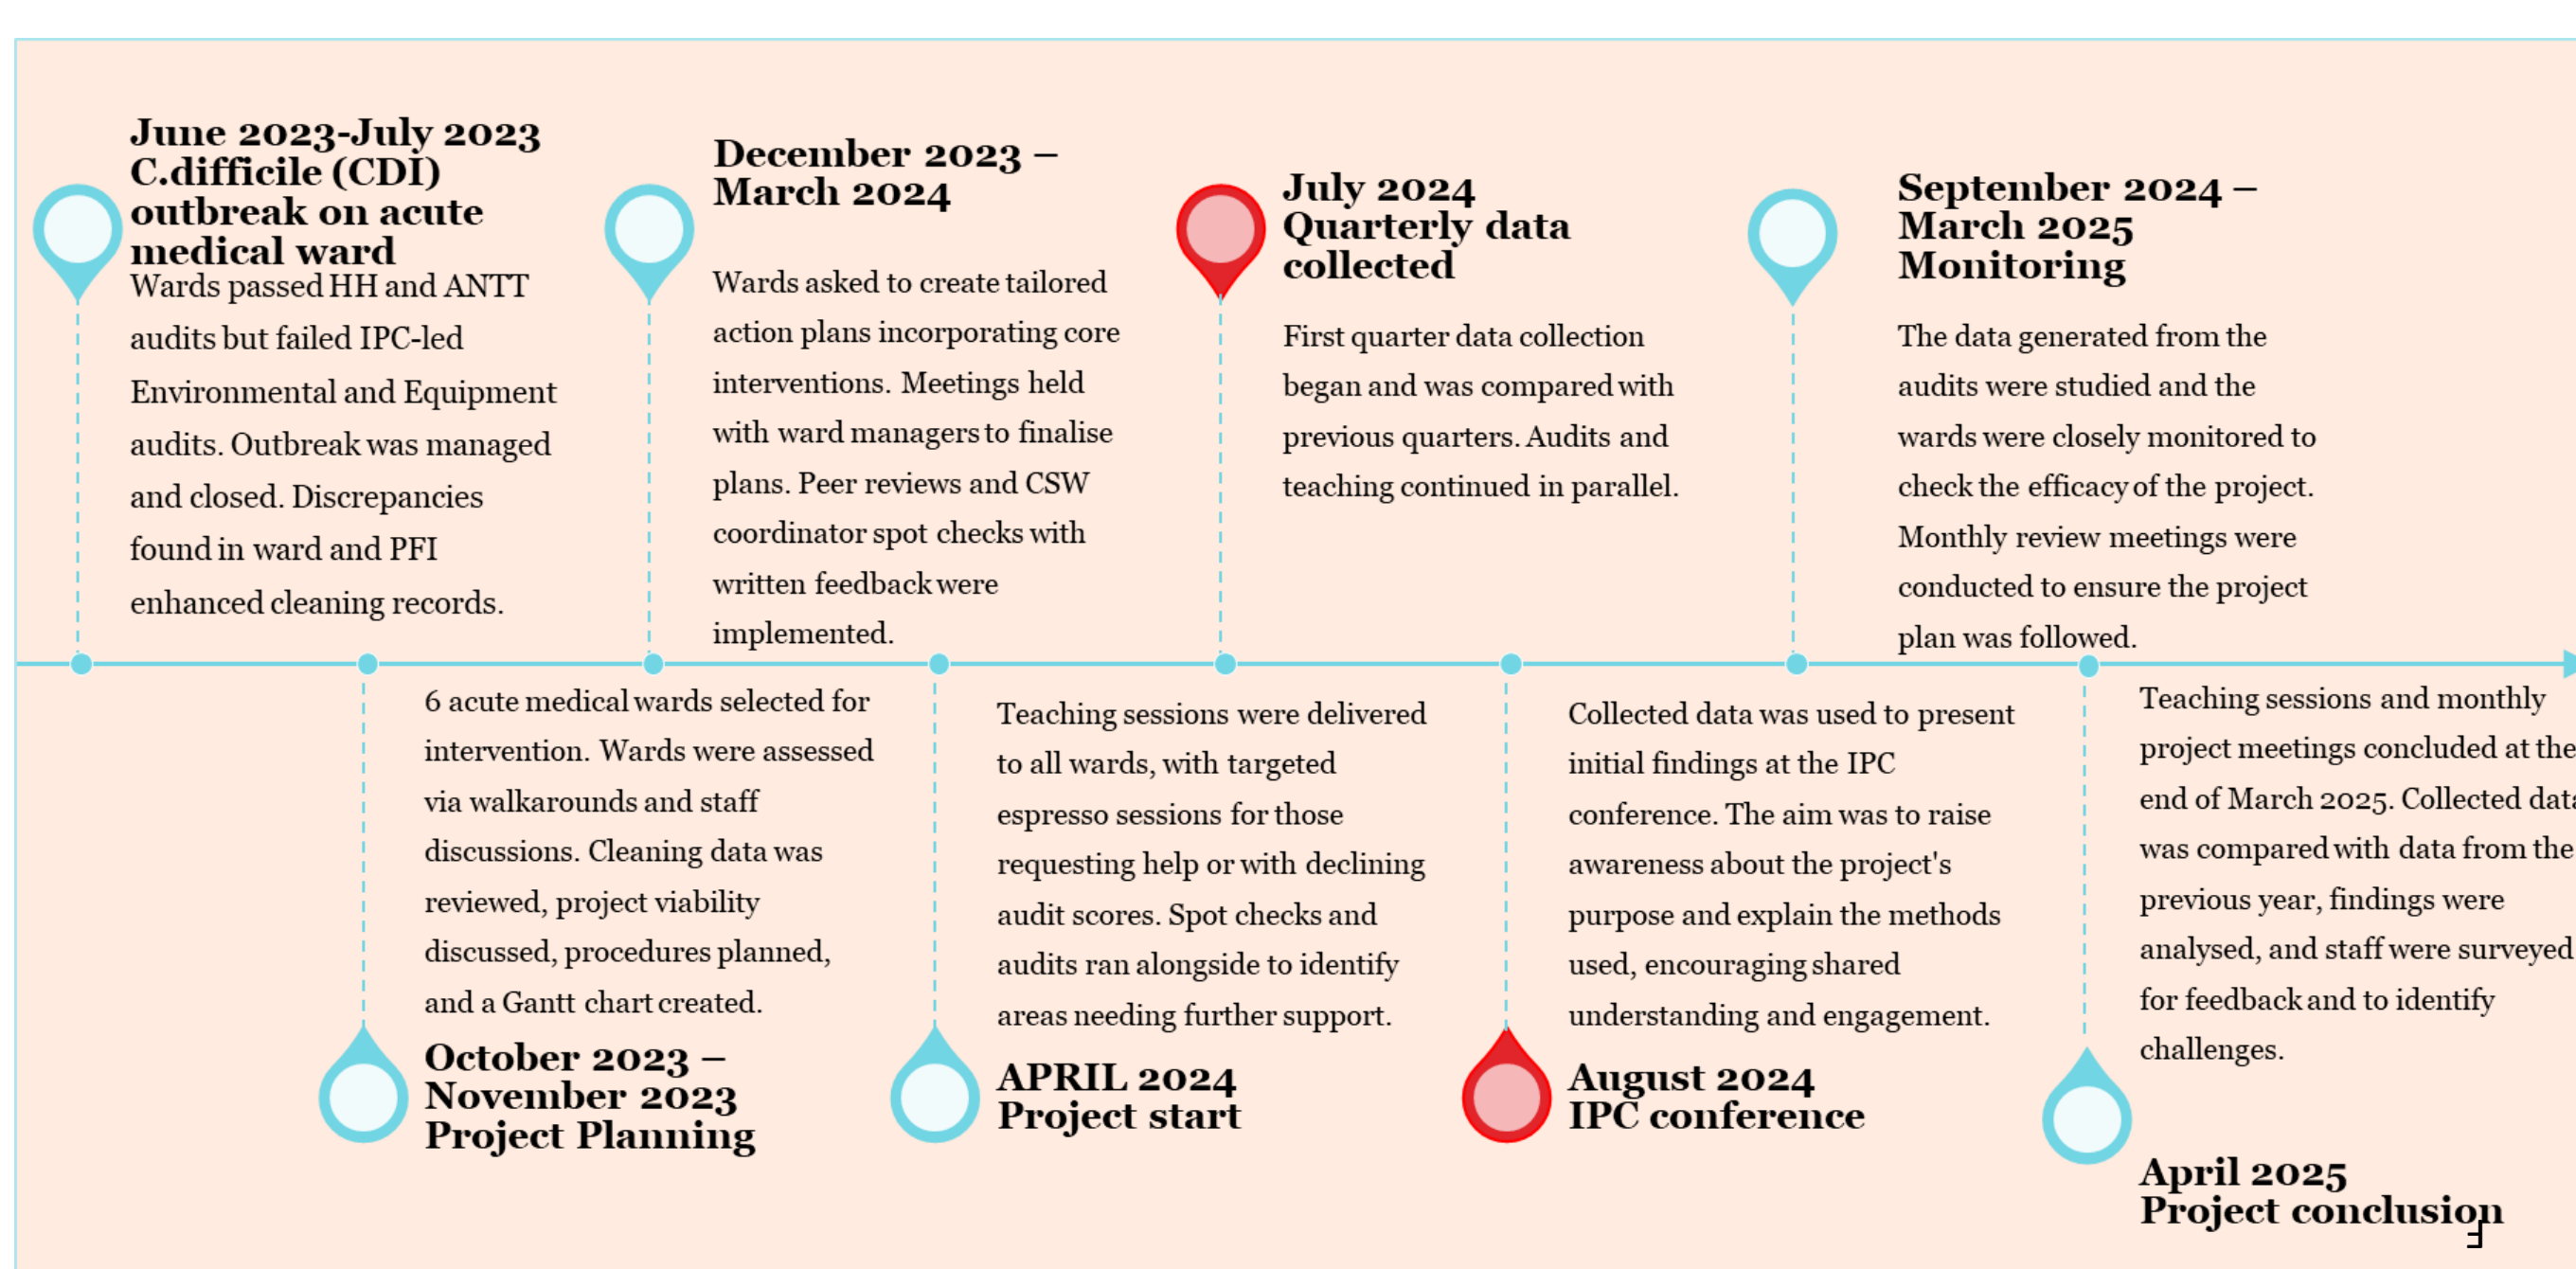 June 2023-July 2023
C.difficile (CDI)
outbreak on acute
medical ward
Wards passed HH and ANTT
audits but failed IPC-led
Environmental and Equipment
audits. Outbreak was managed
and closed. Discrepancies
found in ward and PFI
enhanced cleaning records.
6 acute medical wards selected for
intervention. Wards were assessed
via walkarounds and staff
discussions. Cleaning data was
reviewed, project viability
discussed, procedures planned,
and a Gantt chart created.
October 2023 –
November 2023
Project Planning
December 2023 –
March 2024
Wards asked to create tailored
action plans incorporating core
interventions. Meetings held
with ward managers to finalise
plans. Peer reviews and CSW
coordinator spot checks with
written feedback were
implemented.
Teaching sessions were delivered
to all wards, with targeted
espresso sessions for those
requesting help or with declining
audit scores. Spot checks and
audits ran alongside to identify
areas needing further support.
APRIL 2024
Project start
July 2024
Quarterly data
collected
First quarter data collection
began and was compared with
previous quarters. Audits and
teaching continued in parallel.
Collected data was used to present
initial findings at the IPC
conference. The aim was to raise
awareness about the project's
purpose and explain the methods
used, encouraging shared
understanding and engagement.
August 2024
IPC conference
September 2024 –
March 2025
Monitoring
The data generated from the
audits were studied and the
wards were closely monitored to
check the efficacy of the project.
Monthly review meetings were
conducted to ensure the project
plan was followed.
Teaching sessions and monthly
project meetings concluded at the
end of March 2025. Collected data
was compared with data from the
previous year, findings were
analysed, and staff were surveyed
for feedback and to identify
challenges.
April 2025
Project conclusion